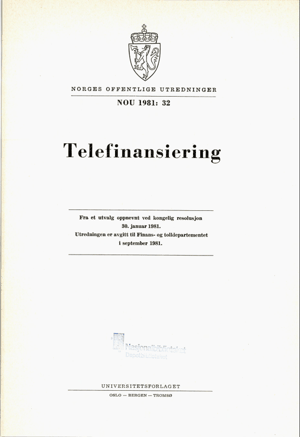 NORGES OFFENTLIGE UTREDNINGER
NOU 1981: 32
Telefinansiering
Fra et utvalg oppnevnt ved kongelig resolusjon
30. januar 1981.
Utredningen er avgitt til Finans- og tolldepartementet
i september 1981.
Nasjonalbiblioteket
UNIVERSITETSFORLAGET
OSLO — BERGEN — TROMSØ